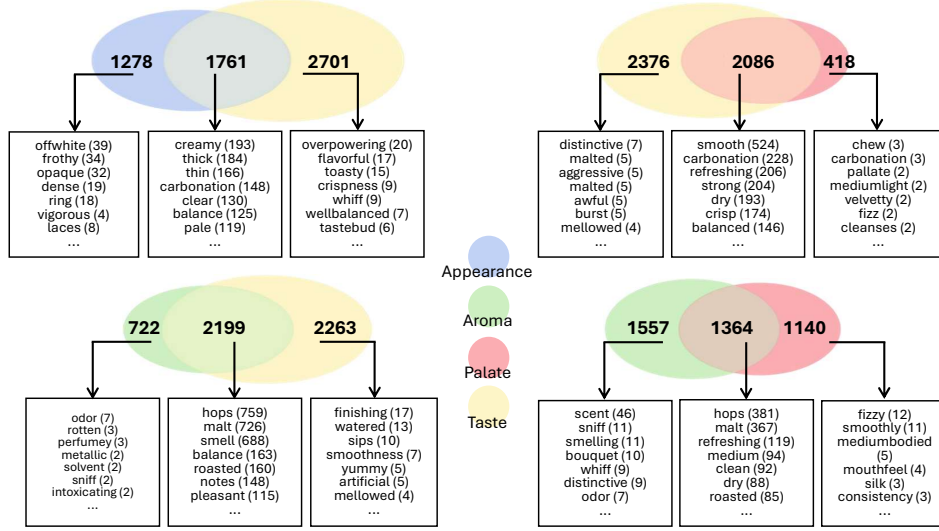 1278
1761
2701
offwhite (39)
frothy (34)
opaque (32)
dense (19)
ring (18)
vigorous (4)
laces (8)
...
creamy (193)
thick (184)
thin (166)
carbonation (148)
clear (130)
balance (125)
pale (119)
...
overpowering (20)
flavorful (17)
toasty (15)
crispness (9)
whiff (9)
wellbalanced (7)
tastebud (6)
...
2376
2086
418
distinctive (7)
malted (5)
aggressive (5)
malted (5)
awful (5)
burst (5)
mellowed (4)
...
smooth (524)
carbonation (228)
refreshing (206)
strong (204)
dry (193)
crisp (174)
balanced (146)
...
chew (3)
carbonation (3)
pallate (2)
mediumlight (2)
velvetty (2)
fizz (2)
cleanses (2)
...
Appearance
Aroma
Palate
Taste
722
2199
2263
odor (7)
rotten (3)
perfumey (3)
metallic (2)
solvent (2)
sniff (2)
intoxicating (2)
...
hops (759)
malt (726)
smell (688)
balance (163)
roasted (160)
notes (148)
pleasant (115)
...
finishing (17)
watered (13)
sips (10)
smoothness (7)
yummy (5)
artificial (5)
mellowed (4)
...
1557
1364
1140
scent (46)
sniff (11)
smelling (11)
bouquet (10)
whiff (9)
distinctive (9)
odor (7)
...
hops (381)
malt (367)
refreshing (119)
medium (94)
clean (92)
dry (88)
roasted (85)
...
fizzy (12)
smoothly (11)
mediumbodied
(5)
mouthfeel (4)
silk (3)
consistency (3)
...